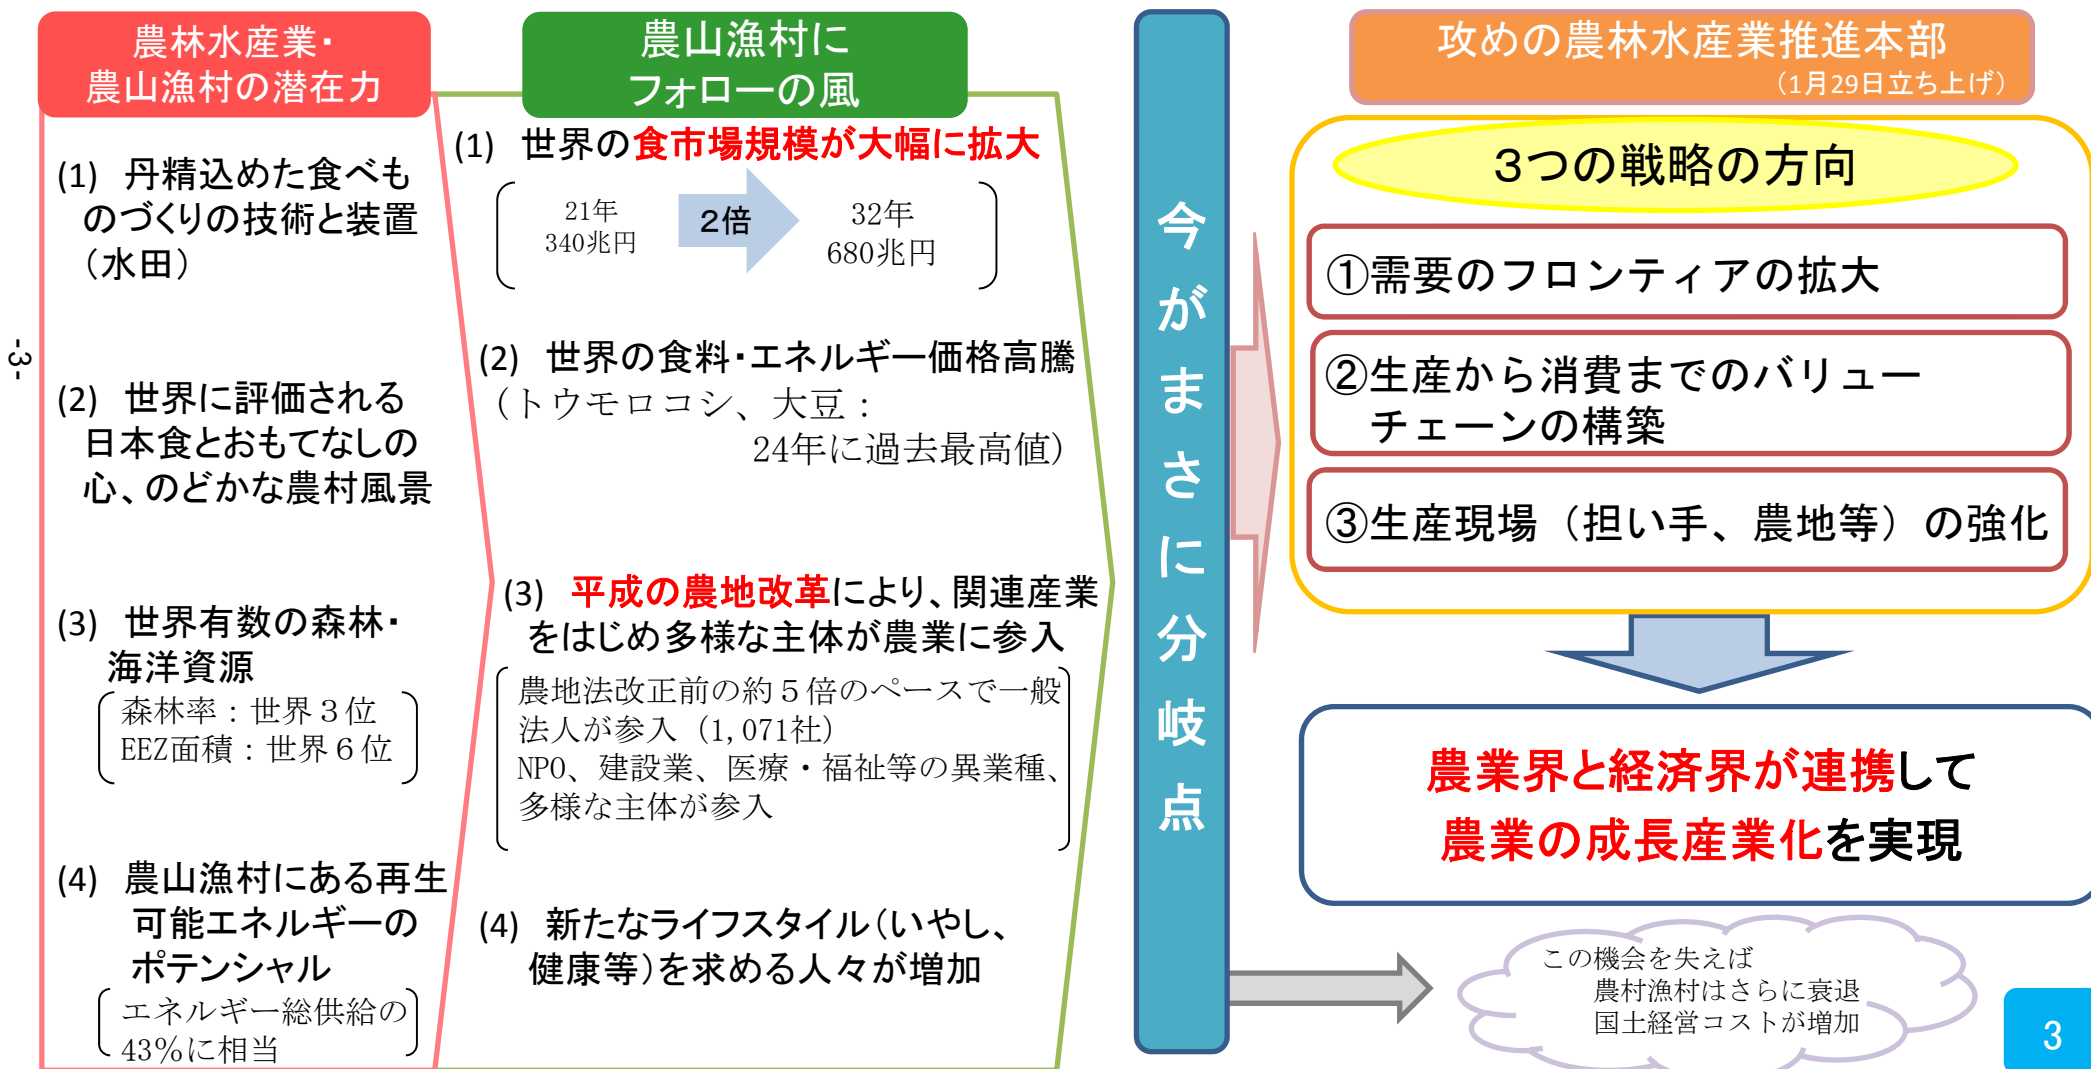 農林水産業・
農山漁村の潜在力
(1) 丹精込めた食べも
のづくりの技術と装置
（水田）
(2) 世界に評価される
日本食とおもてなしの
心、のどかな農村風景
(3) 世界有数の森林・
海洋資源
森林率：世界３位
EEZ面積：世界６位
(4) 農山漁村にある再生
可能エネルギーの
ポテンシャル
エネルギー総供給の
43％に相当
-3-
農山漁村に
フォローの風
(1) 世界の食市場規模が大幅に拡大
21年
340兆円
２倍
32年
680兆円
(2) 世界の食料・エネルギー価格高騰
（トウモロコシ、大豆：
24年に過去最高値）
(3) 平成の農地改革により、関連産業
をはじめ多様な主体が農業に参入
農地法改正前の約５倍のペースで一般
法人が参入（1,071社）
NPO、建設業、医療・福祉等の異業種、
多様な主体が参入
(4) 新たなライフスタイル（いやし、
健康等）を求める人々が増加
今がまさに分岐点
攻めの農林水産業推進本部
（1月29日立ち上げ）
３つの戦略の方向
①需要のフロンティアの拡大
②生産から消費までのバリュー
チェーンの構築
③生産現場（担い手、農地等）の強化
農業界と経済界が連携して
農業の成長産業化を実現
この機会を失えば
農村漁村はさらに衰退
国土経営コストが増加
3